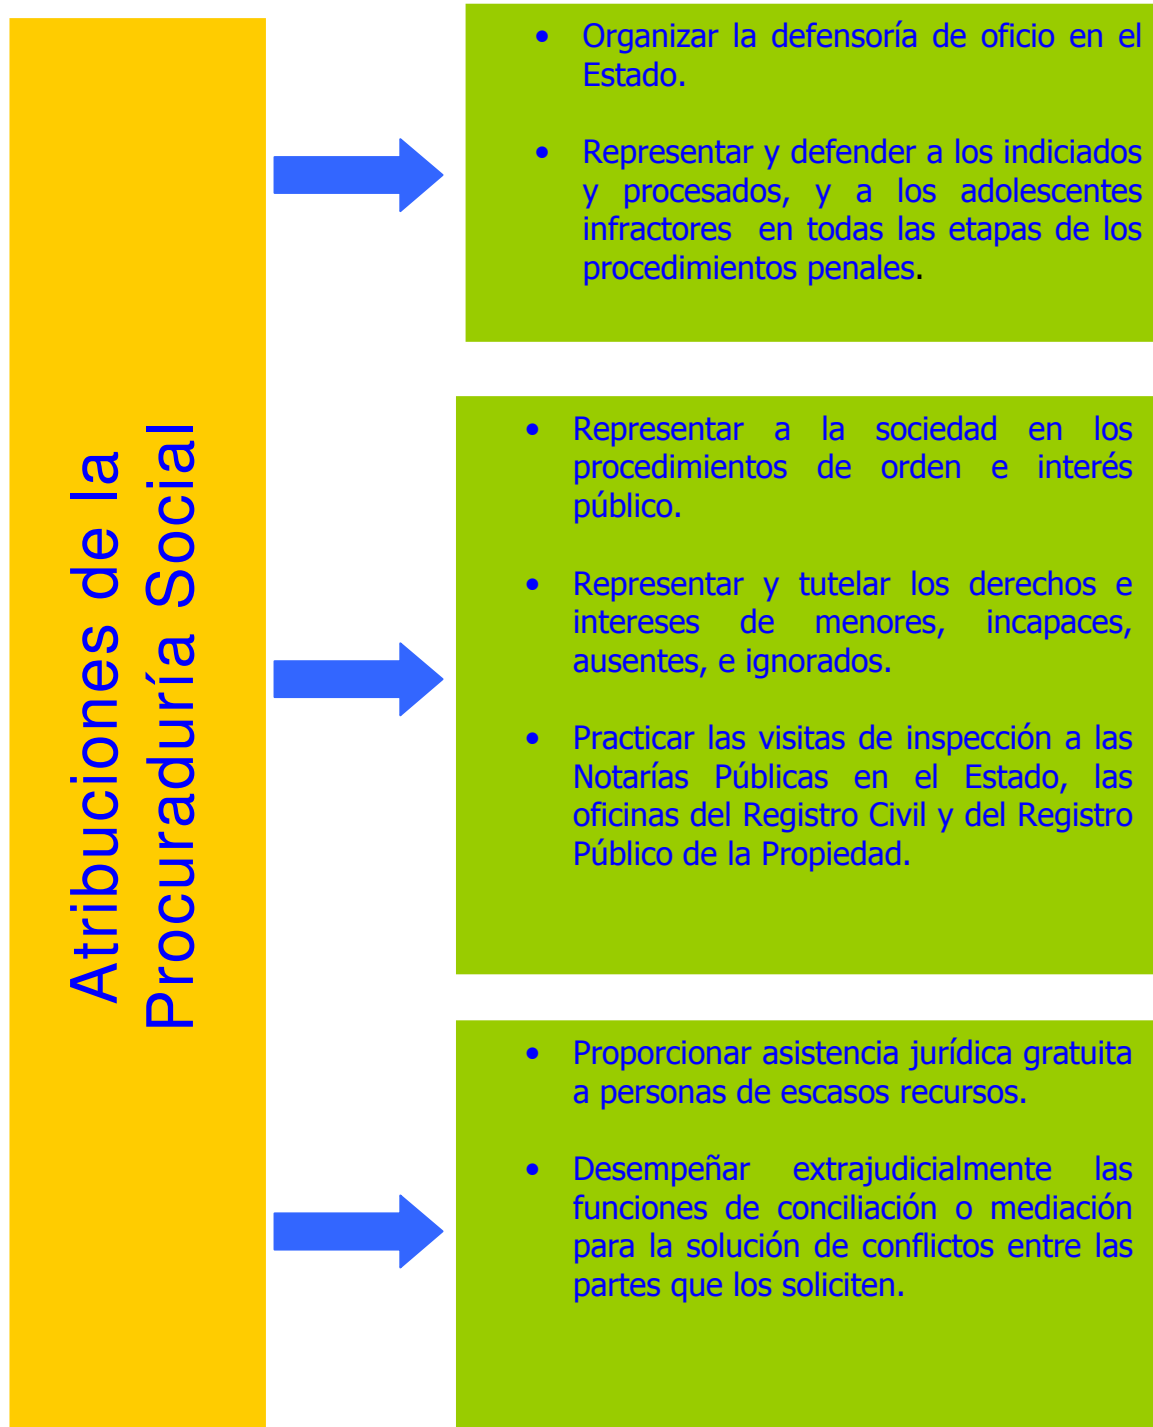 Atribuciones de la
Procuraduría Social
• Organizar la defensoría de oficio en el
Estado.
• Representar y defender a los indiciados
y procesados, y a los adolescentes
infractores en todas las etapas de los
procedimientos penales.
• Representar a la sociedad en los
procedimientos de orden e interés
público.
• Representar y tutelar los derechos e
intereses de menores, incapaces,
ausentes, e ignorados.
• Practicar las visitas de inspección a las
Notarías Públicas en el Estado, las
oficinas del Registro Civil y del Registro
Público de la Propiedad.
• Proporcionar asistencia jurídica gratuita
a personas de escasos recursos.
• Desempeñar extrajudicialmente las
funciones de conciliación o mediación
para la solución de conflictos entre las
partes que los soliciten.